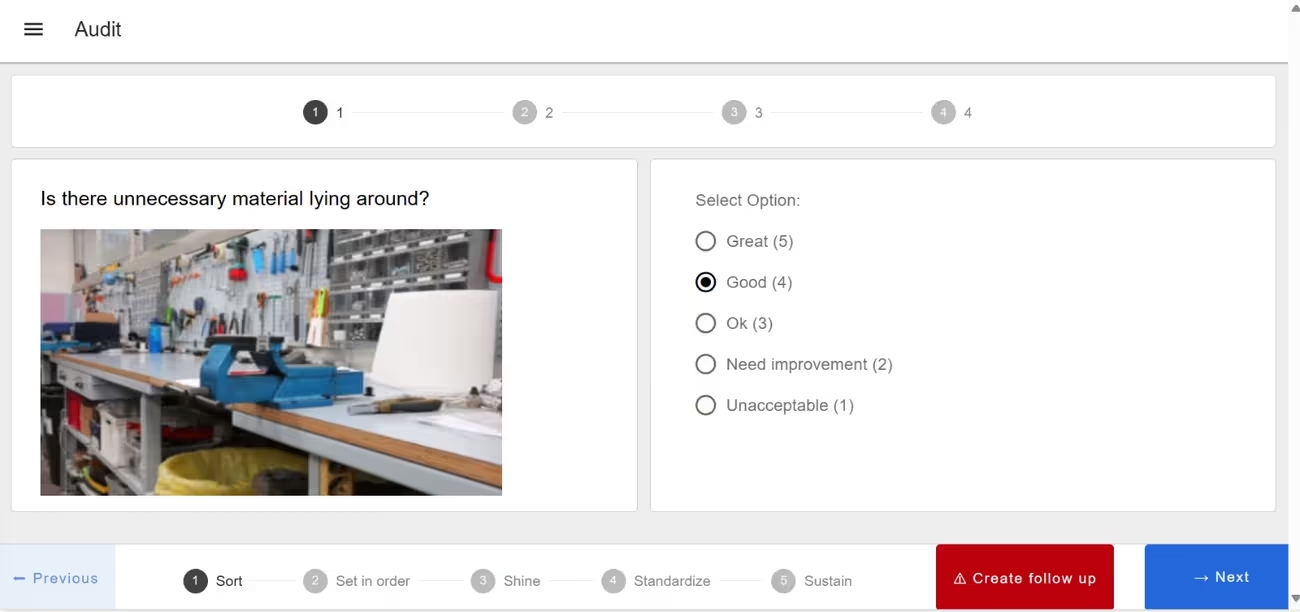 Audit
1 1 2 2 3 3 4 4
Is there unnecessary material lying around?
Select Option:
Great (5)
Good (4)
Ok (3)
Need improvement (2)
Unacceptable (1)
← Previous
1 Sort 2 Set in order 3 Shine 4 Standardize 5 Sustain
⚠ Create follow up
→ Next